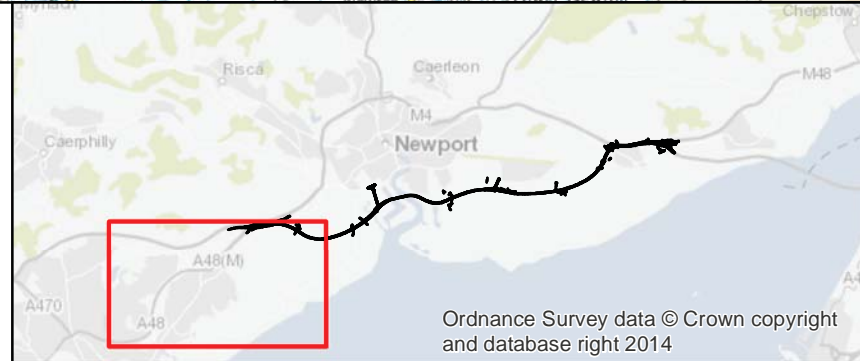 Chepstow
Risca
Caerleon
M48
M4
Caerphilly
Newport
A48(M)
A470
A48
Ordnance Survey data © Crown copyright
and database right 2014